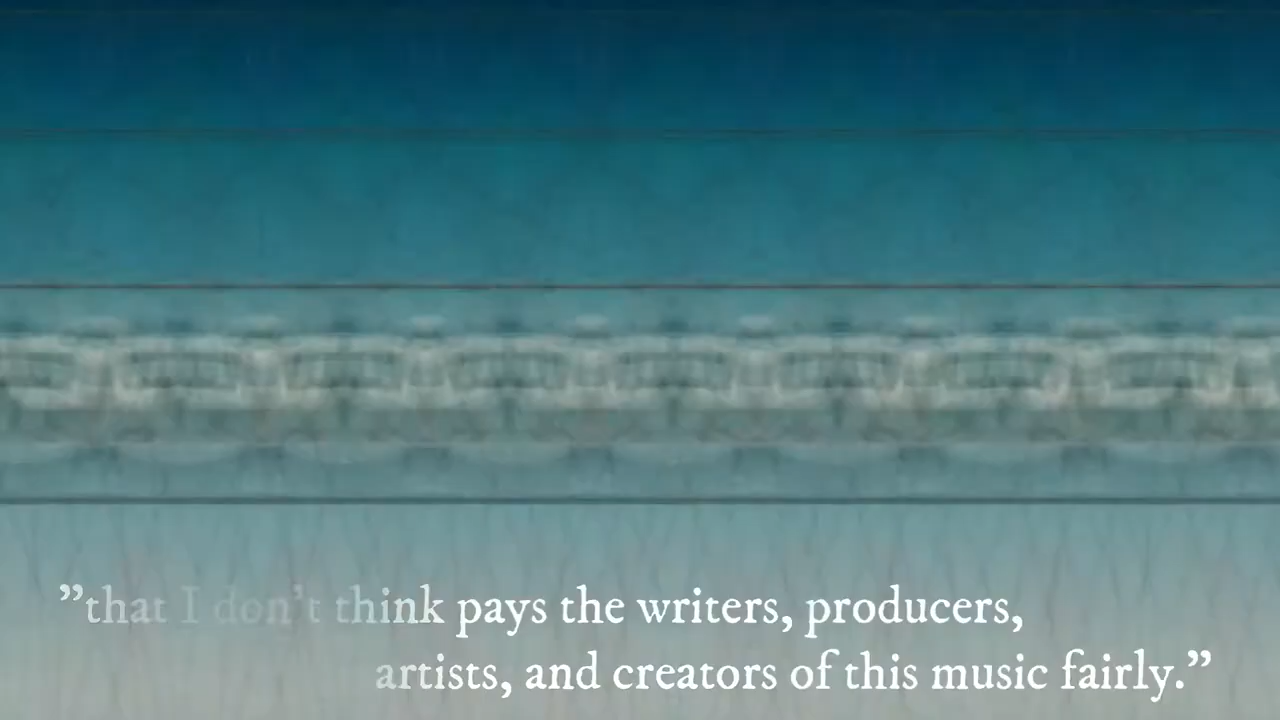 ”that I don’t think pays the writers, producers,
artists, and creators of this music fairly.”